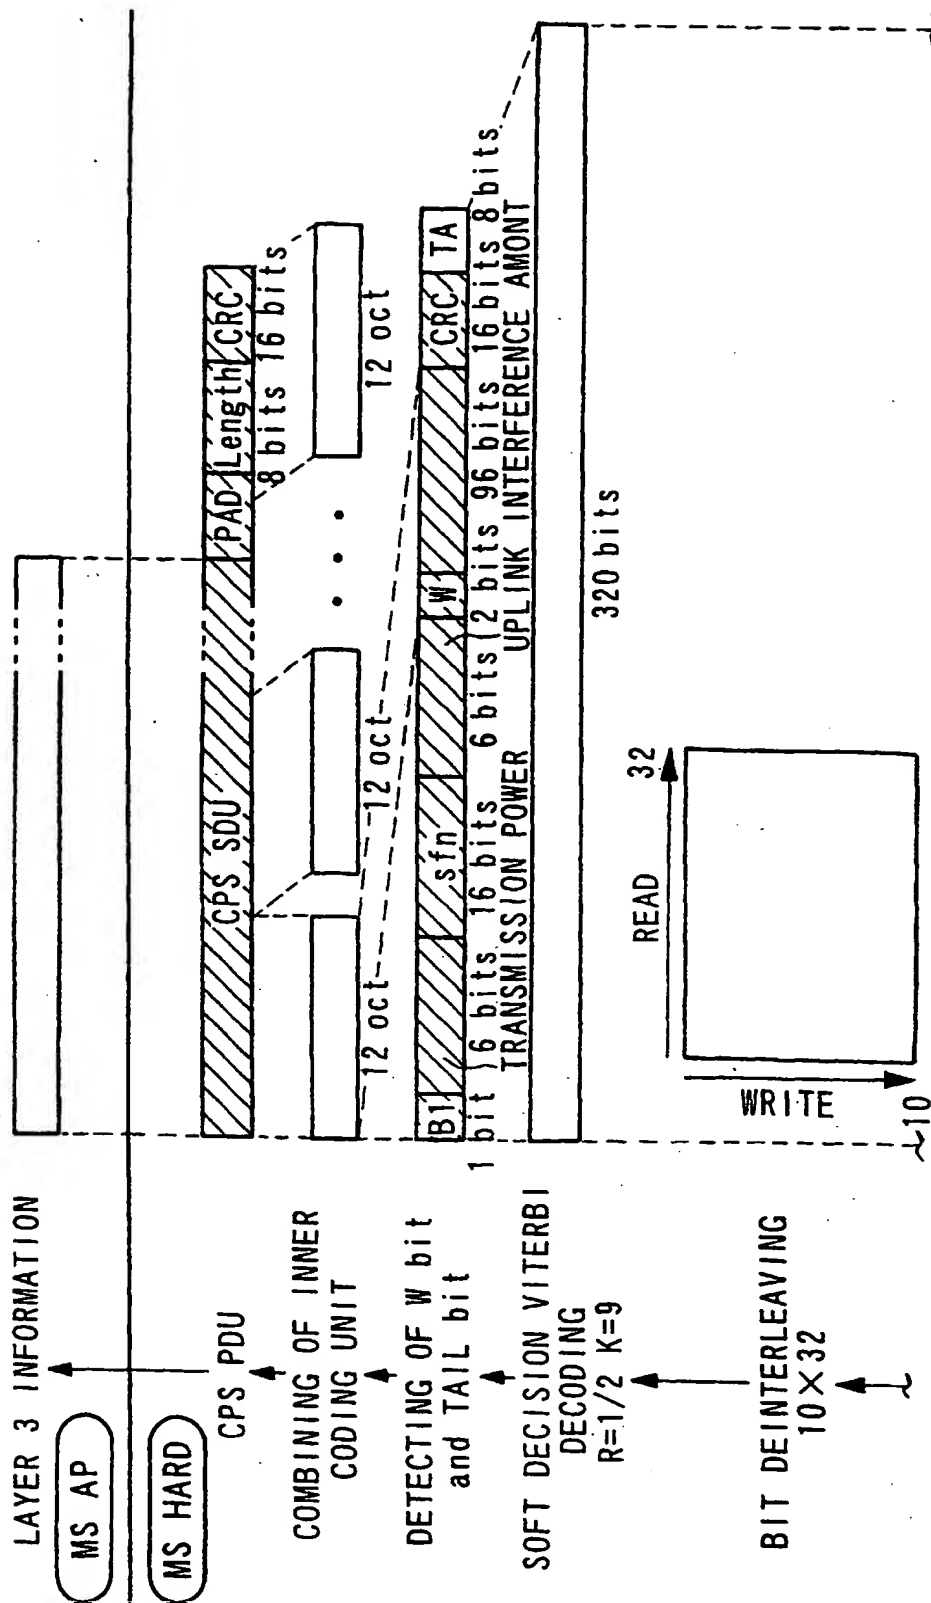 LAYER 3 INFORMATION
MS AP
MS HARD
CPS PDU
CPS SDU
PAD
Length
CRC
8 bits
16 bits
COMBINING OF INNER
CODING UNIT
12 oct
12 oct
12 oct
DETECTING OF W bit
and TAIL bit
B1
sfn
W
CRC
TA
1 bit
6 bits
16 bits
6 bits
2 bits
96 bits
16 bits
8 bits
TRANSMISSION POWER
UPLINK INTERFERENCE AMONT
SOFT DECISION VITERBI
DECODING
R=1/2 K=9
320 bits
BIT DEINTERLEAVING
10×32
READ
32
WRITE
10